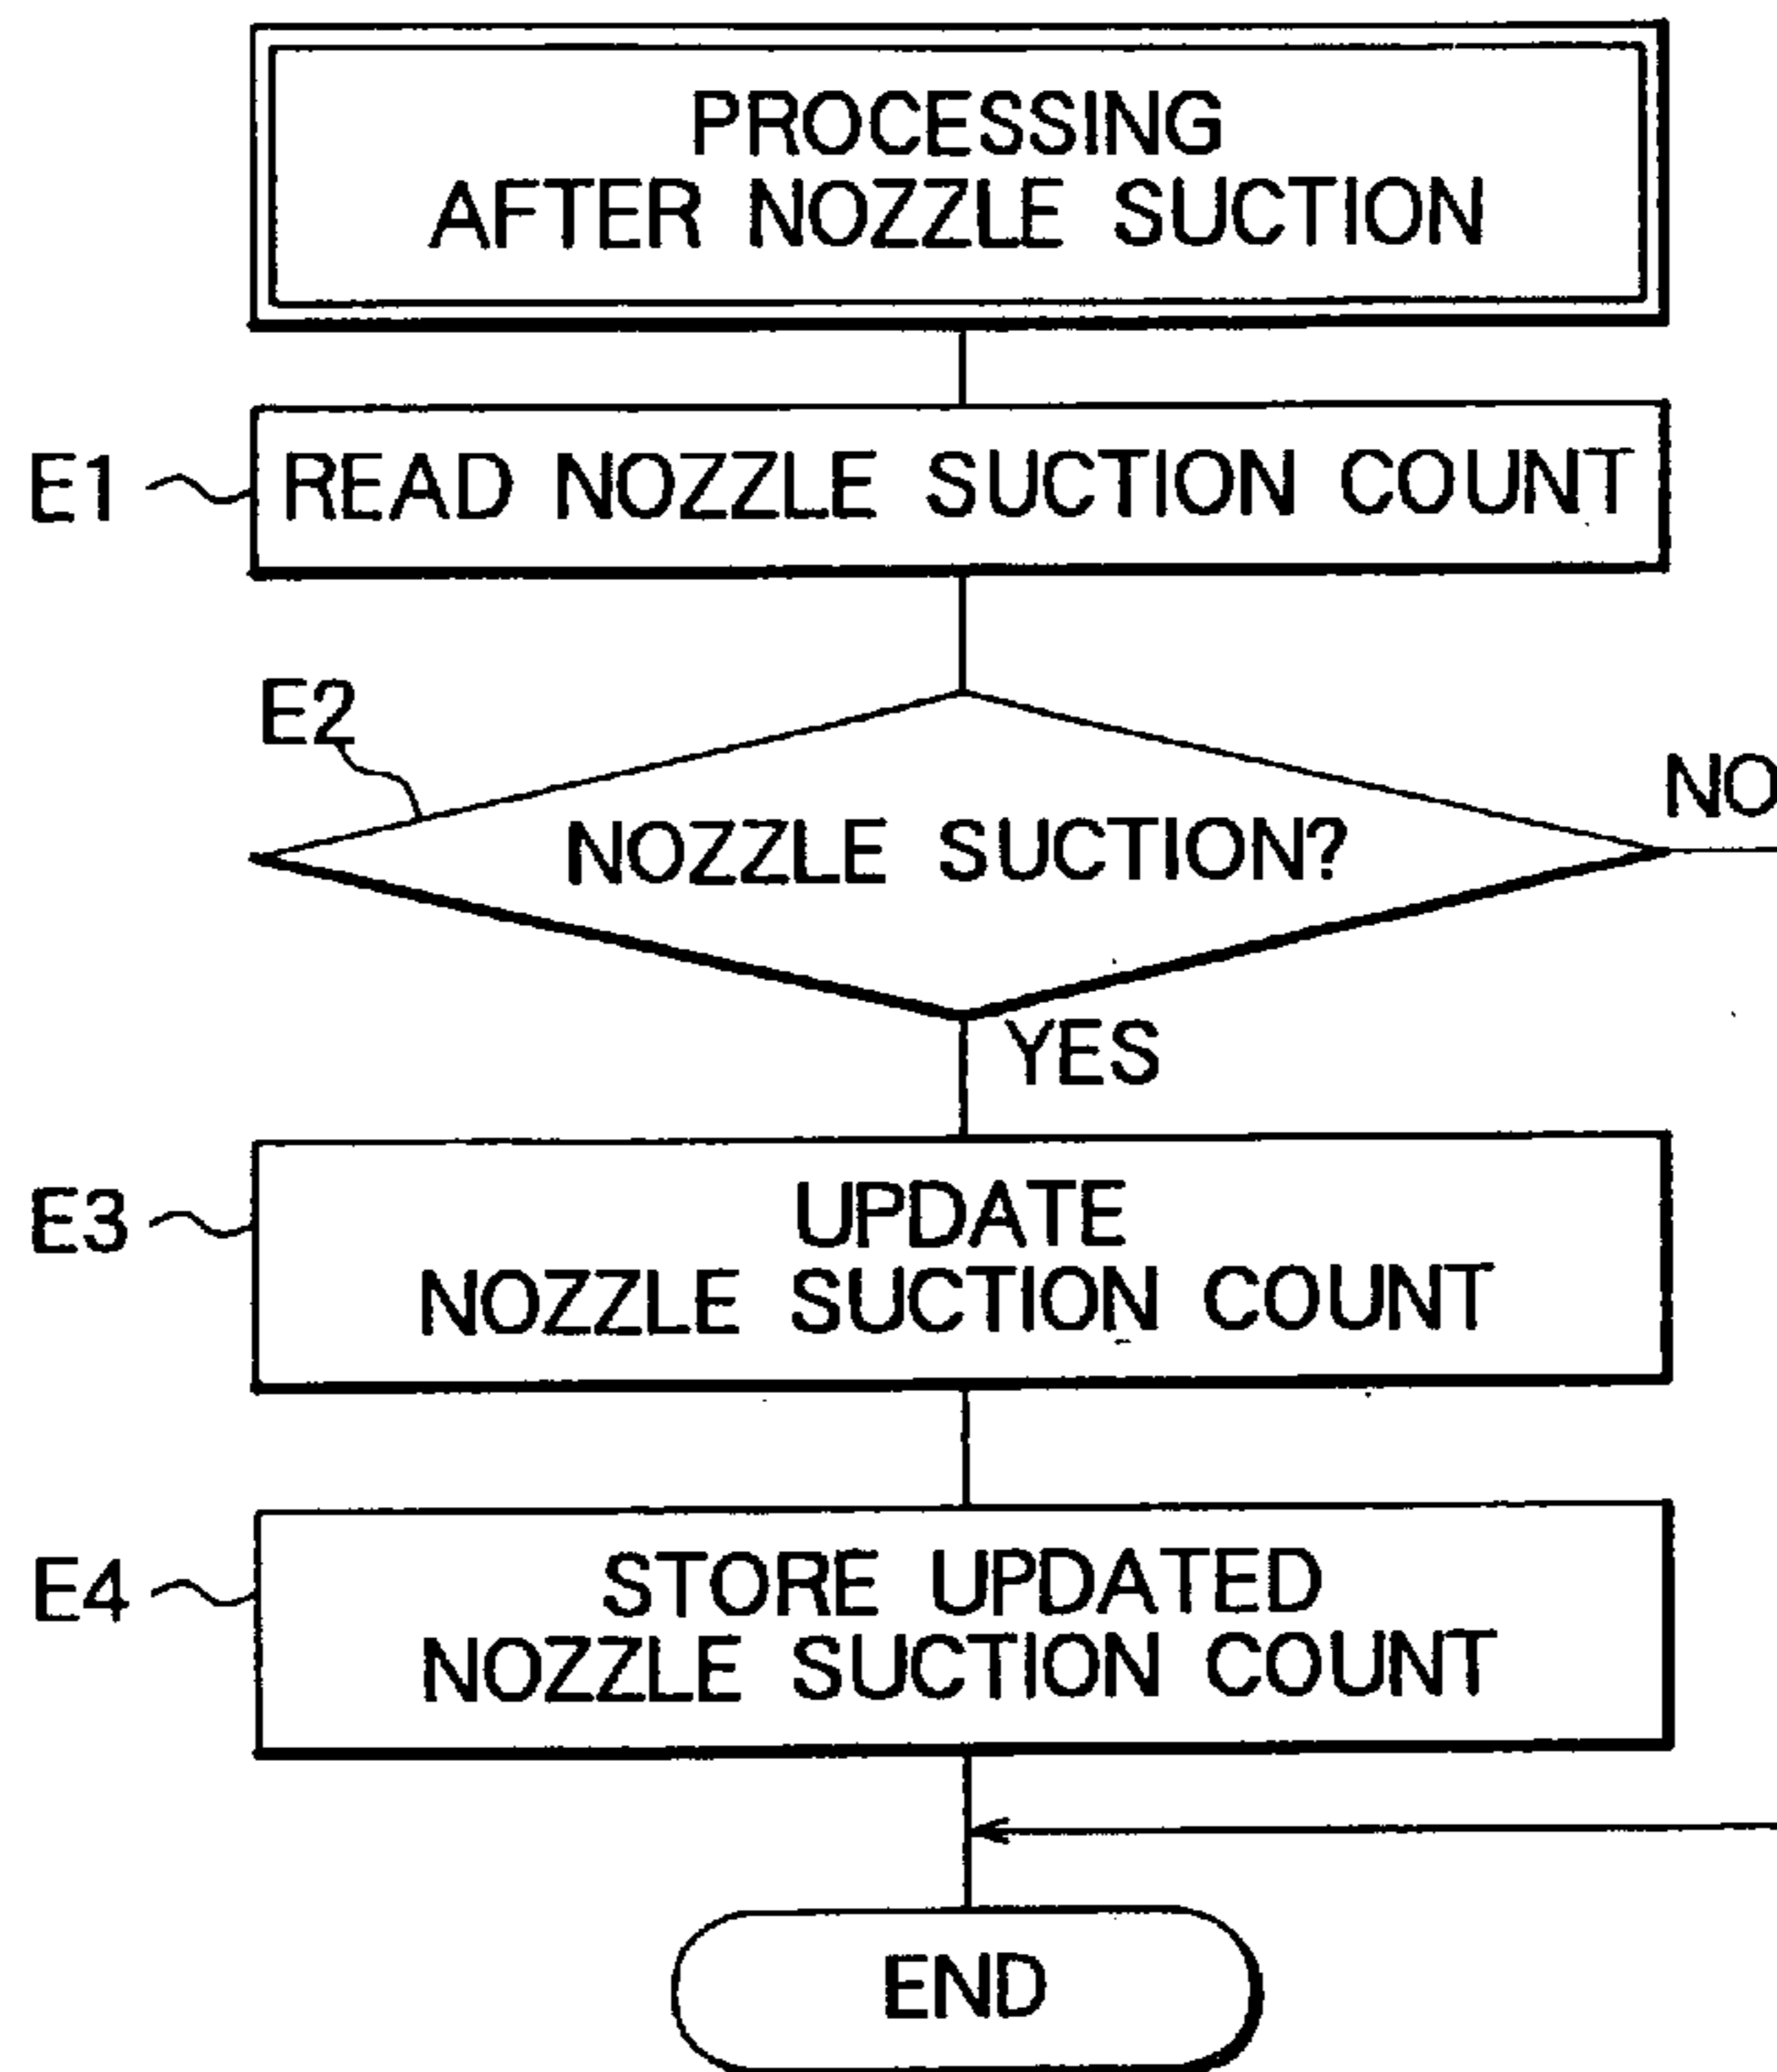 PROCESSING
AFTER NOZZLE SUCTION
E1
READ NOZZLE SUCTION COUNT
E2
NOZZLE SUCTION?
NO
YES
E3
UPDATE
NOZZLE SUCTION COUNT
E4
STORE UPDATED
NOZZLE SUCTION COUNT
END